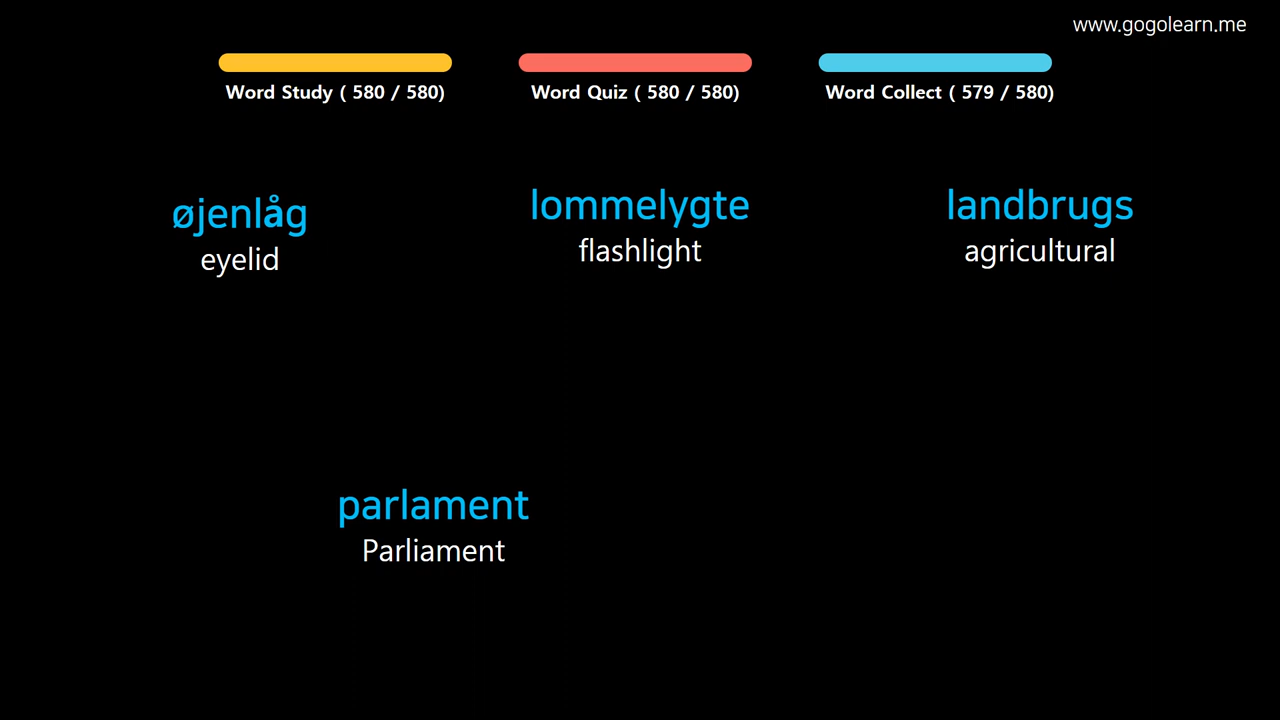 www.gogolearn.me
Word Study ( 580 / 580)
Word Quiz ( 580 / 580)
Word Collect ( 579 / 580)
øjenlåg
eyelid
lommelygte
flashlight
landbrugs
agricultural
parlament
Parliament